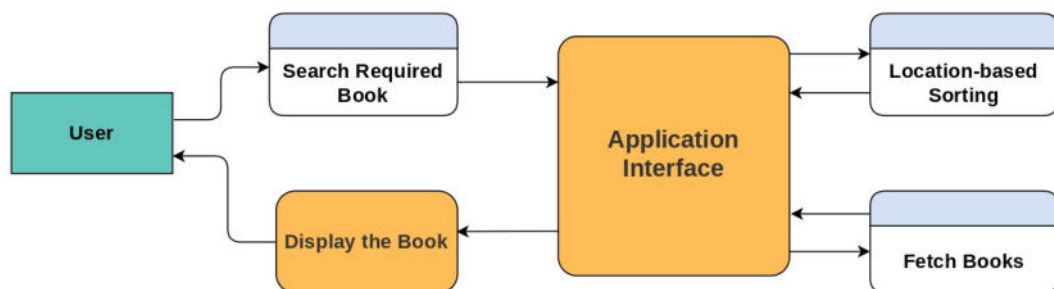 Search Required
Book
Location-based
Sorting
User
Application
Interface
Display the Book
Fetch Books